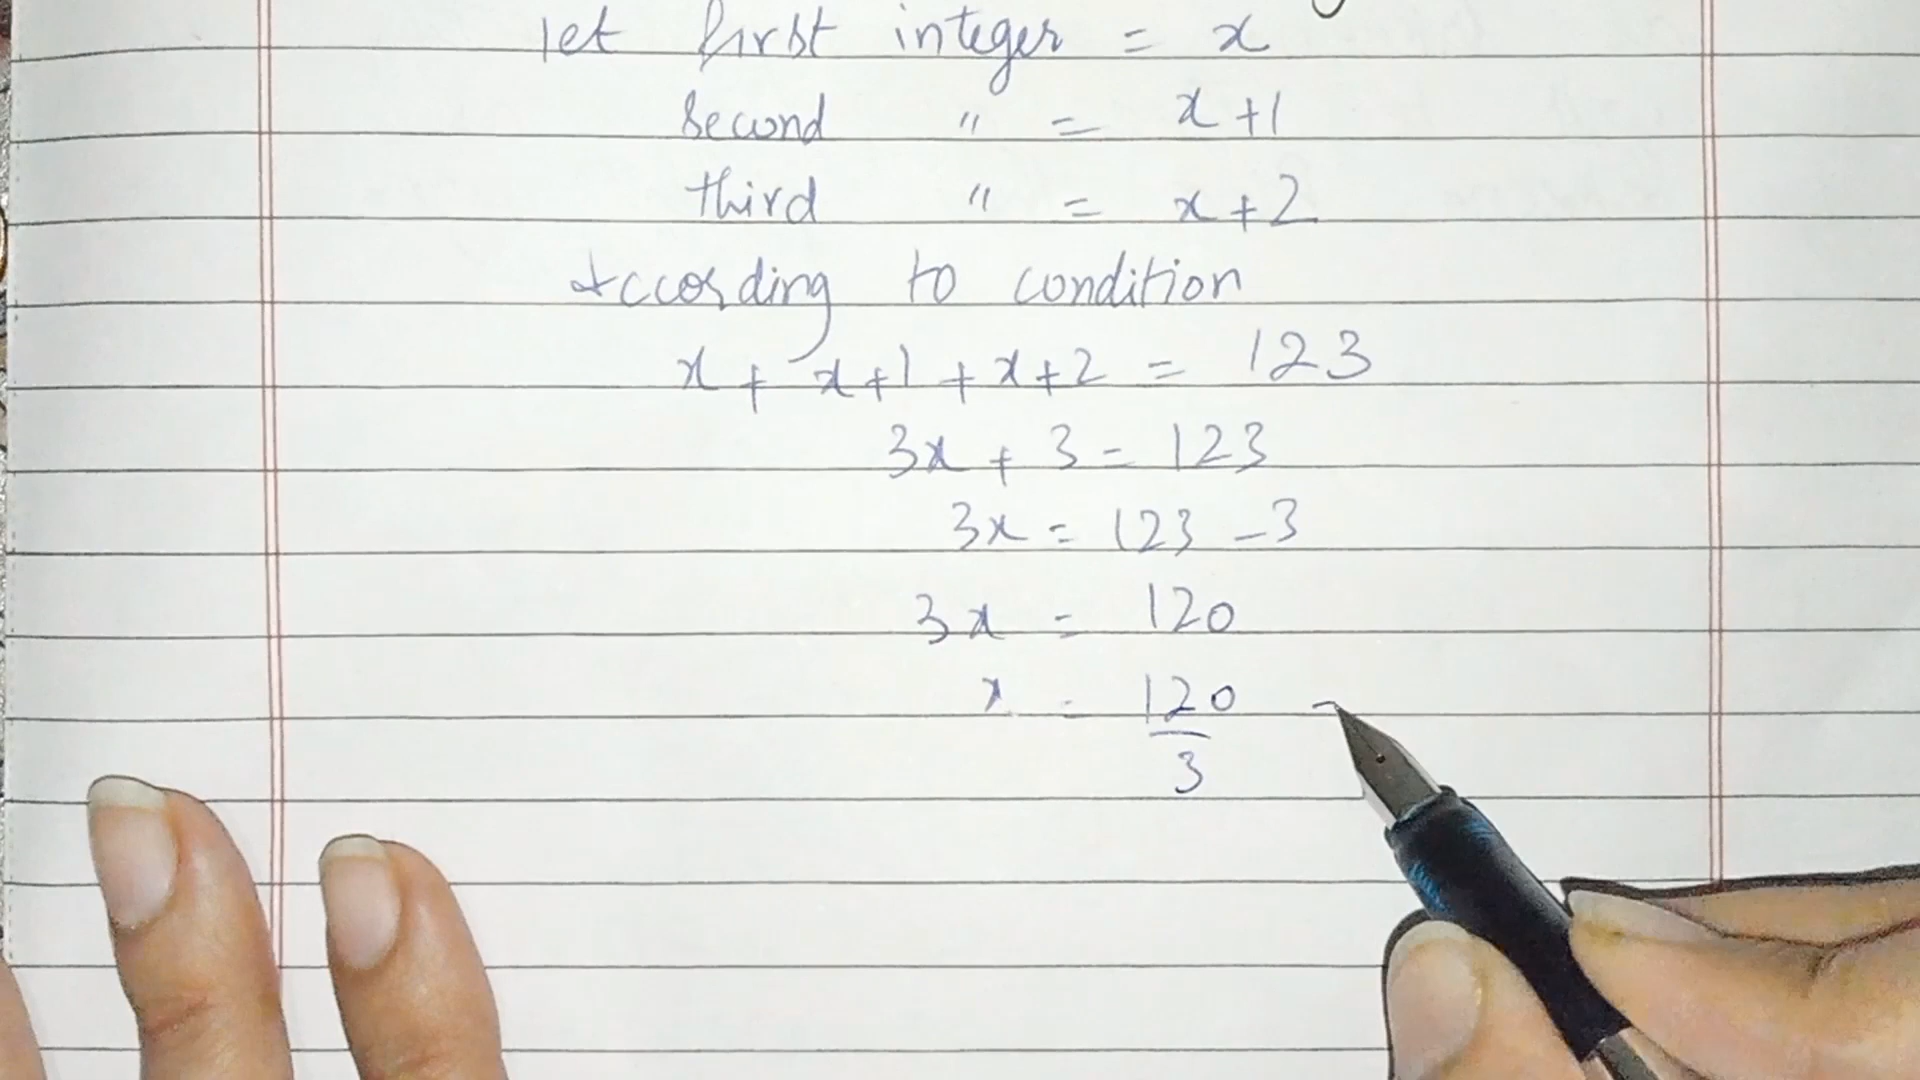 let first integer = x
second " = x+1
third " = x+2
According to condition
x + x+1 + x+2 = 123
3x + 3 = 123
3x = 123 - 3
3x = 120
x = 120
3